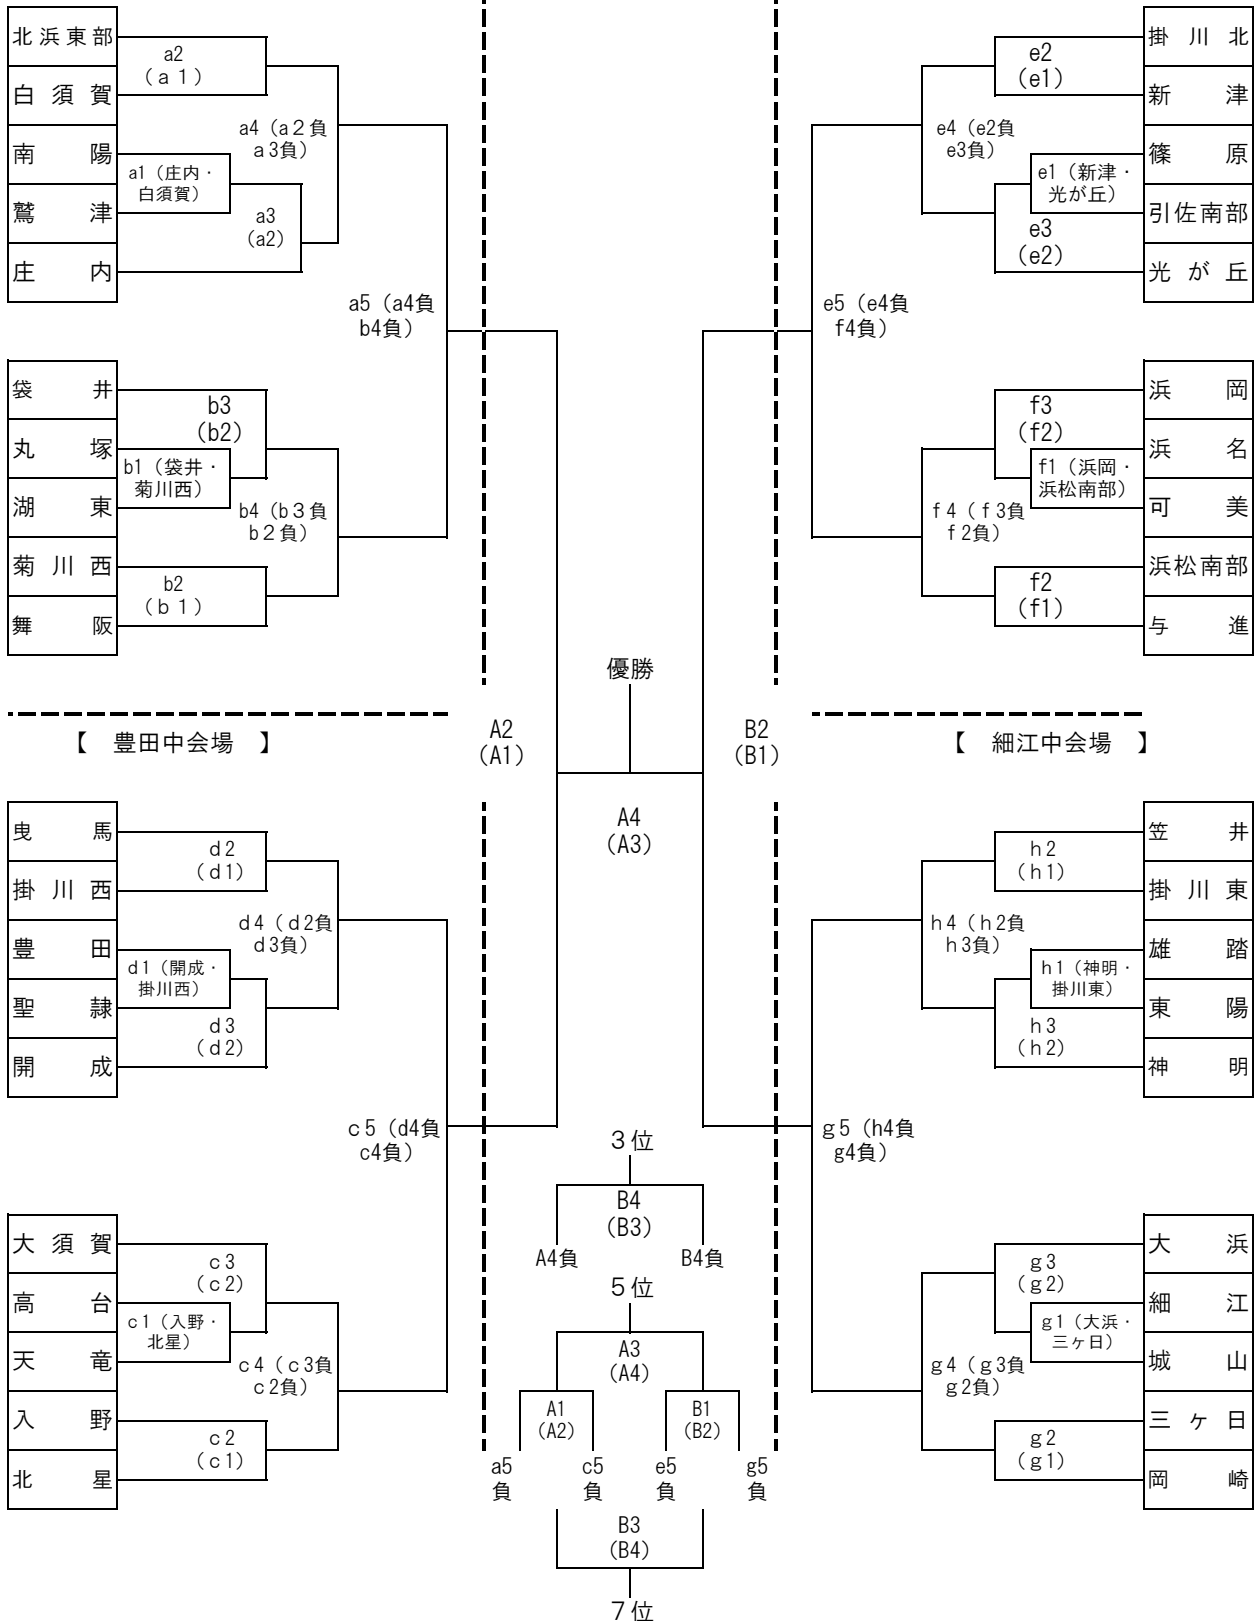 北浜東部
白須賀
南陽
鷲津
庄内
a2
(a1)
a1(庄内・
白須賀)
a3
(a2)
a4(a2負
a3負)
a5(a4負
b4負)
袋井
丸塚
湖東
菊川西
舞阪
b3
(b2)
b1(袋井・
菊川西)
b2
(b1)
b4(b3負
b2負)
掛川北
新津
篠原
引佐南部
光が丘
e2
(e1)
e1(新津・
光が丘)
e3
(e2)
e4(e2負
e3負)
e5(e4負
f4負)
浜岡
浜名
可美
浜松南部
与進
f3
(f2)
f1(浜岡・
浜松南部)
f2
(f1)
f4(f3負
f2負)
優勝
A2
(A1)
B2
(B1)
A4
(A3)
【 豊田中会場 】
【 細江中会場 】
曳馬
掛川西
豊田
聖隷
開成
d2
(d1)
d1(開成・
掛川西)
d3
(d2)
d4(d2負
d3負)
c5(d4負
c4負)
大須賀
高台
天竜
入野
北星
c3
(c2)
c1(入野・
北星)
c2
(c1)
c4(c3負
c2負)
笠井
掛川東
雄踏
東陽
神明
h2
(h1)
h1(神明・
掛川東)
h3
(h2)
h4(h2負
h3負)
g5(h4負
g4負)
大浜
細江
城山
三ヶ日
岡崎
g3
(g2)
g1(大浜・
三ヶ日)
g2
(g1)
g4(g3負
g2負)
3位
B4
(B3)
A4負
B4負
5位
A3
(A4)
A1
(A2)
B1
(B2)
a5
負
c5
負
e5
負
g5
負
B3
(B4)
7位